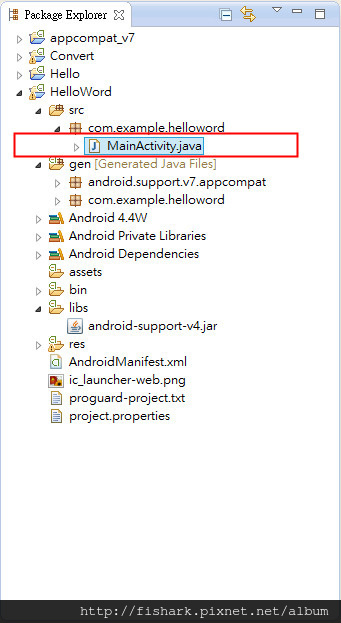 Package Explorer
appcompat_v7
Convert
Hello
HelloWord
src
com.example.helloword
MainActivity.java
gen [Generated Java Files]
android.support.v7.appcompat
com.example.helloword
Android 4.4W
Android Private Libraries
Android Dependencies
assets
bin
libs
android-support-v4.jar
res
AndroidManifest.xml
ic_launcher-web.png
proguard-project.txt
project.properties
http://fishark.pixnet.net/album